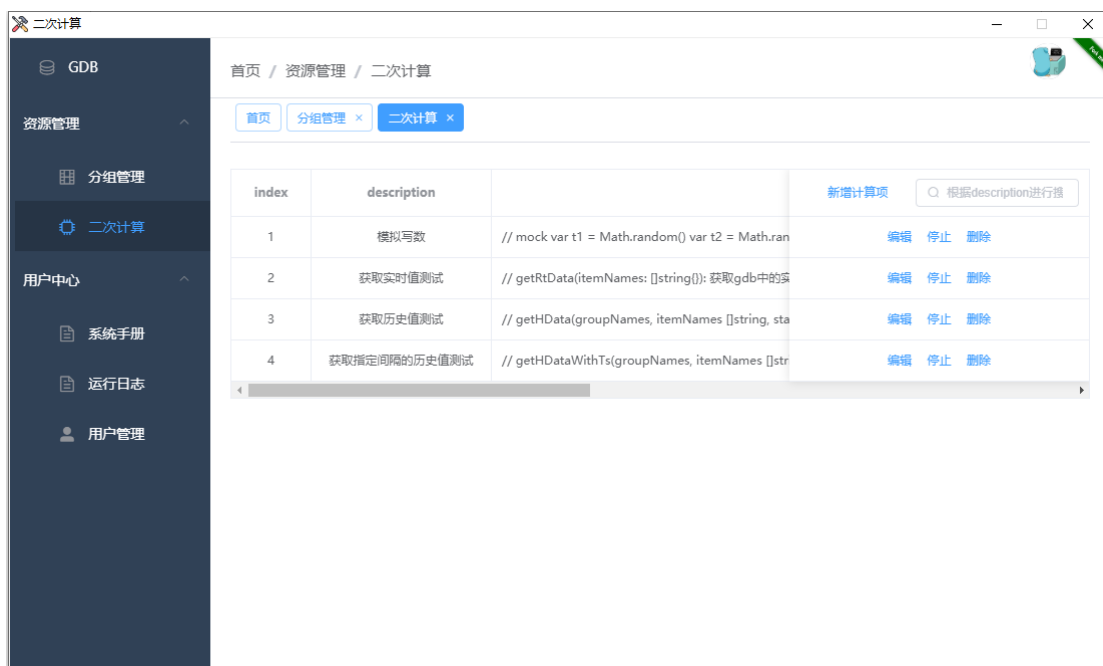 二次计算
GDB
资源管理
分组管理
二次计算
用户中心
系统手册
运行日志
用户管理
首页 / 资源管理 / 二次计算
首页 分组管理 × 二次计算 ×
index description 新增计算项 根据description进行搜
1 模拟写数 // mock var t1 = Math.random() var t2 = Math.ran 编辑 停止 删除
2 获取实时值测试 // getRtData(itemNames: []string{}): 获取gdb中的实 编辑 停止 删除
3 获取历史值测试 // getHData(groupNames, itemNames []string, sta 编辑 停止 删除
4 获取指定间隔的历史值测试 // getHDataWithTs(groupNames, itemNames []str 编辑 停止 删除